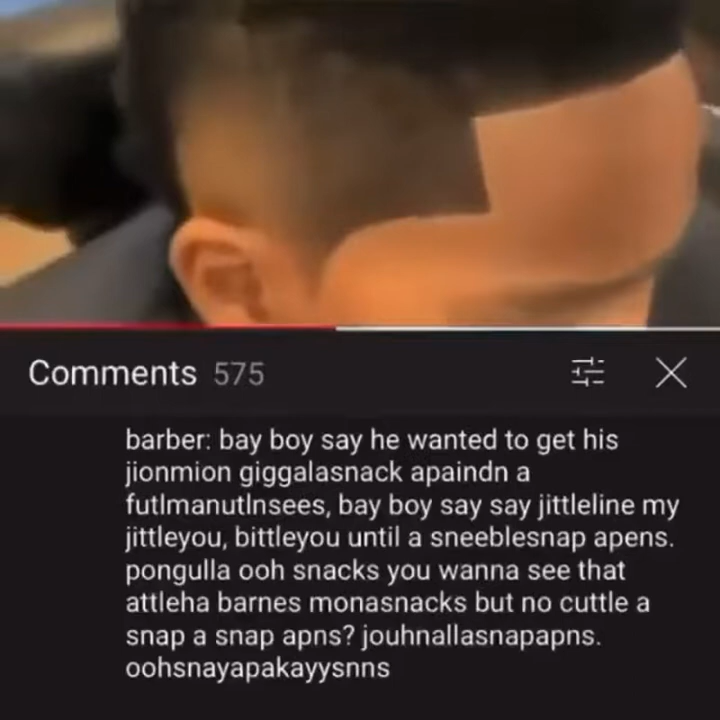 Comments 575
barber: bay boy say he wanted to get his
jionmion giggalasnack apaindn a
futlmanutlnsees, bay boy say say jittleline my
jittleyou, bittleyou until a sneeblesnap apens.
pongulla ooh snacks you wanna see that
attleha barnes monasnacks but no cuttle a
snap a snap apns? jouhnallasnapapns.
oohsnayapakayysnns